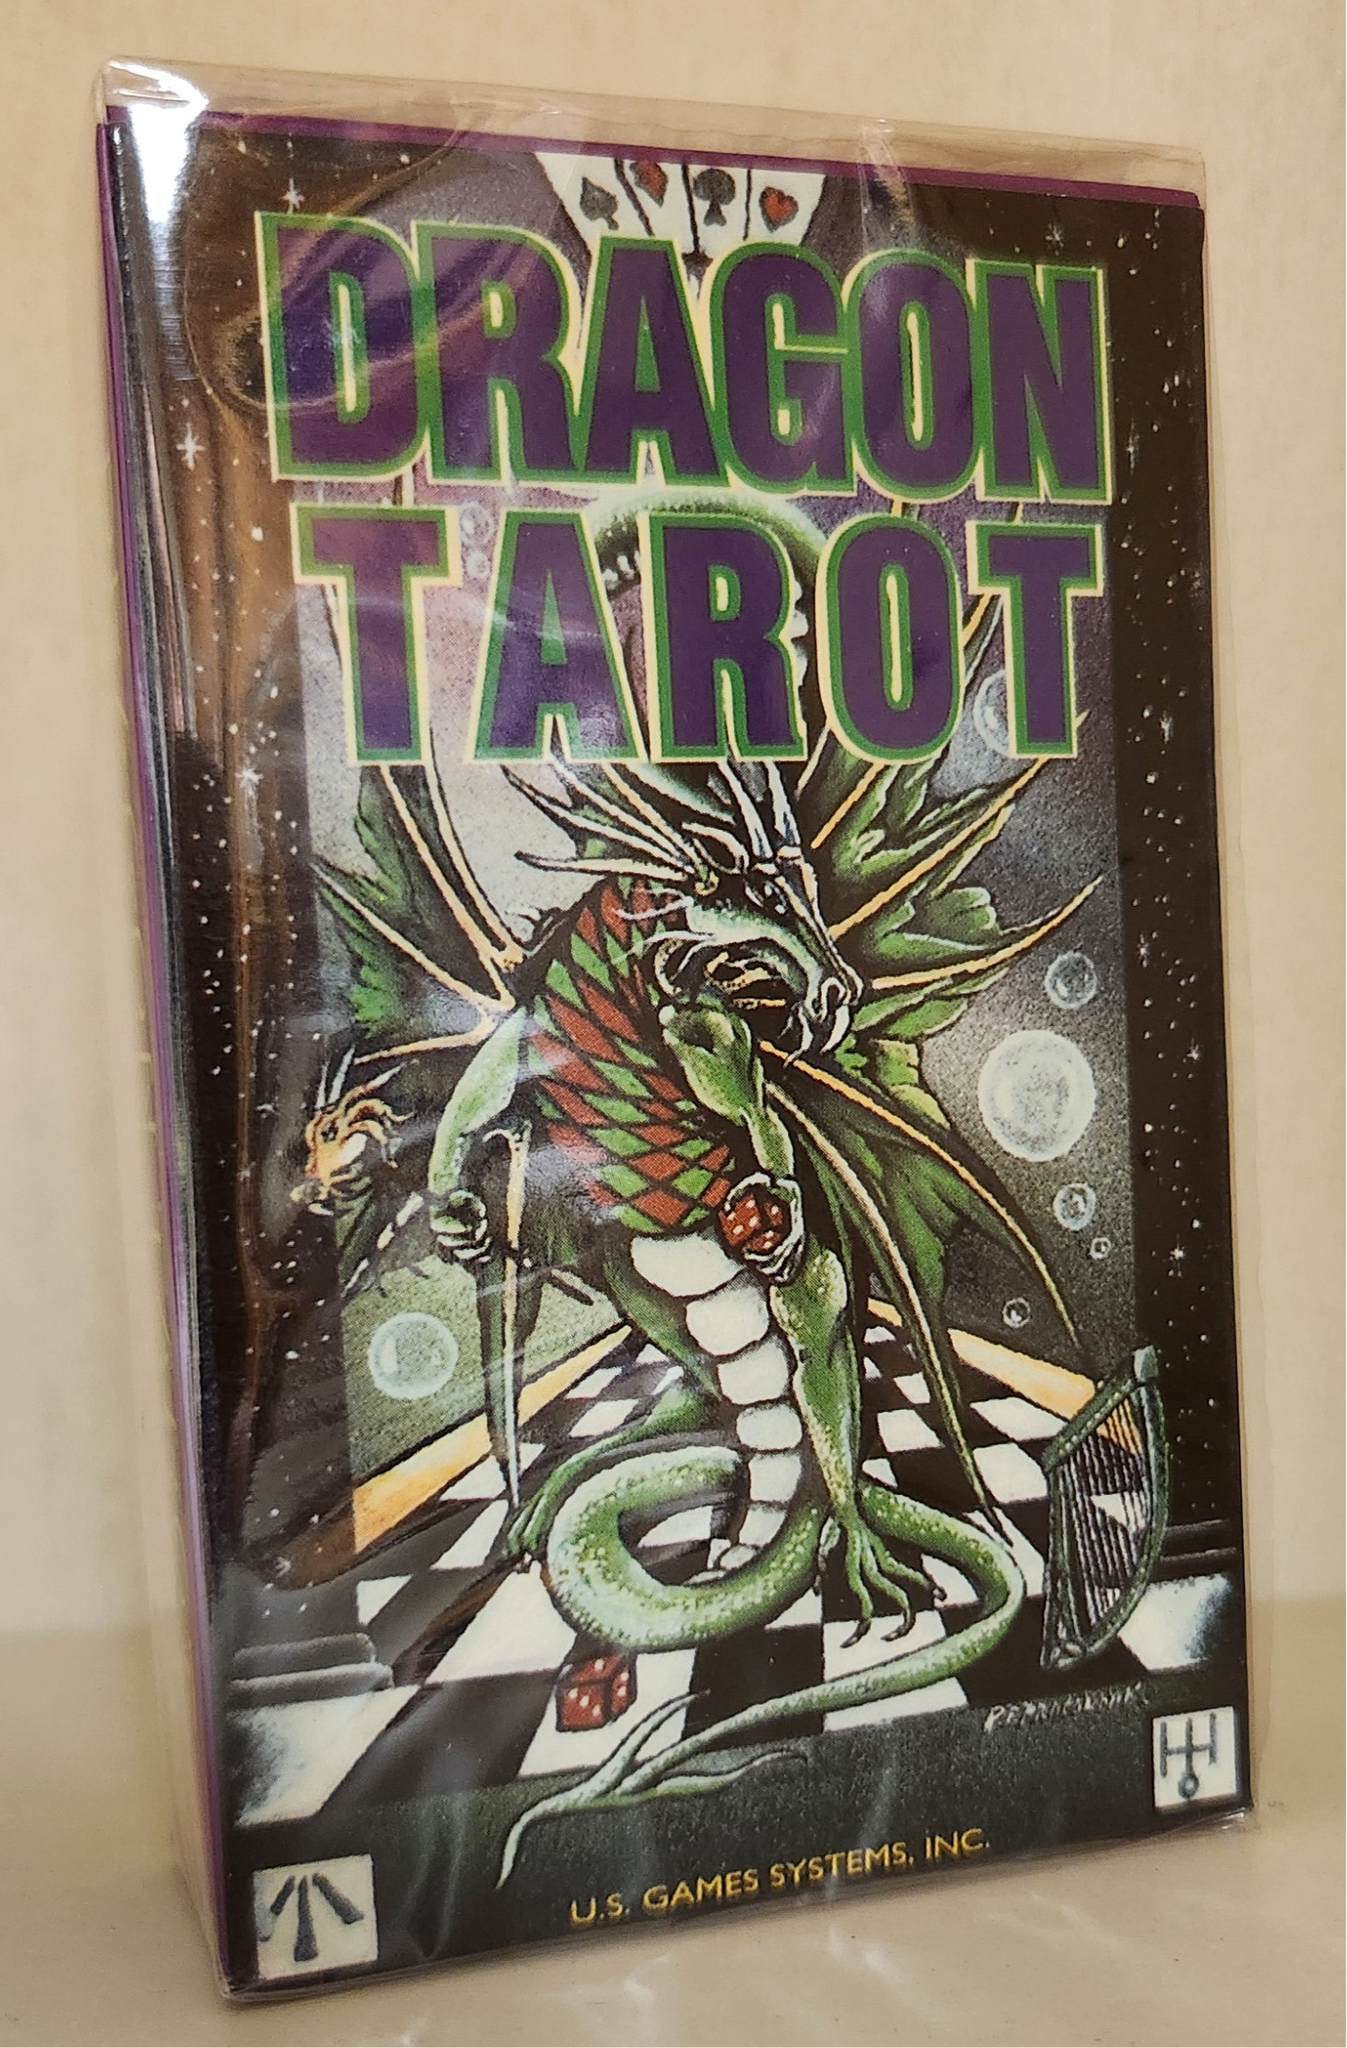 DRAGON
TAROT
U.S. GAMES SYSTEMS, INC.